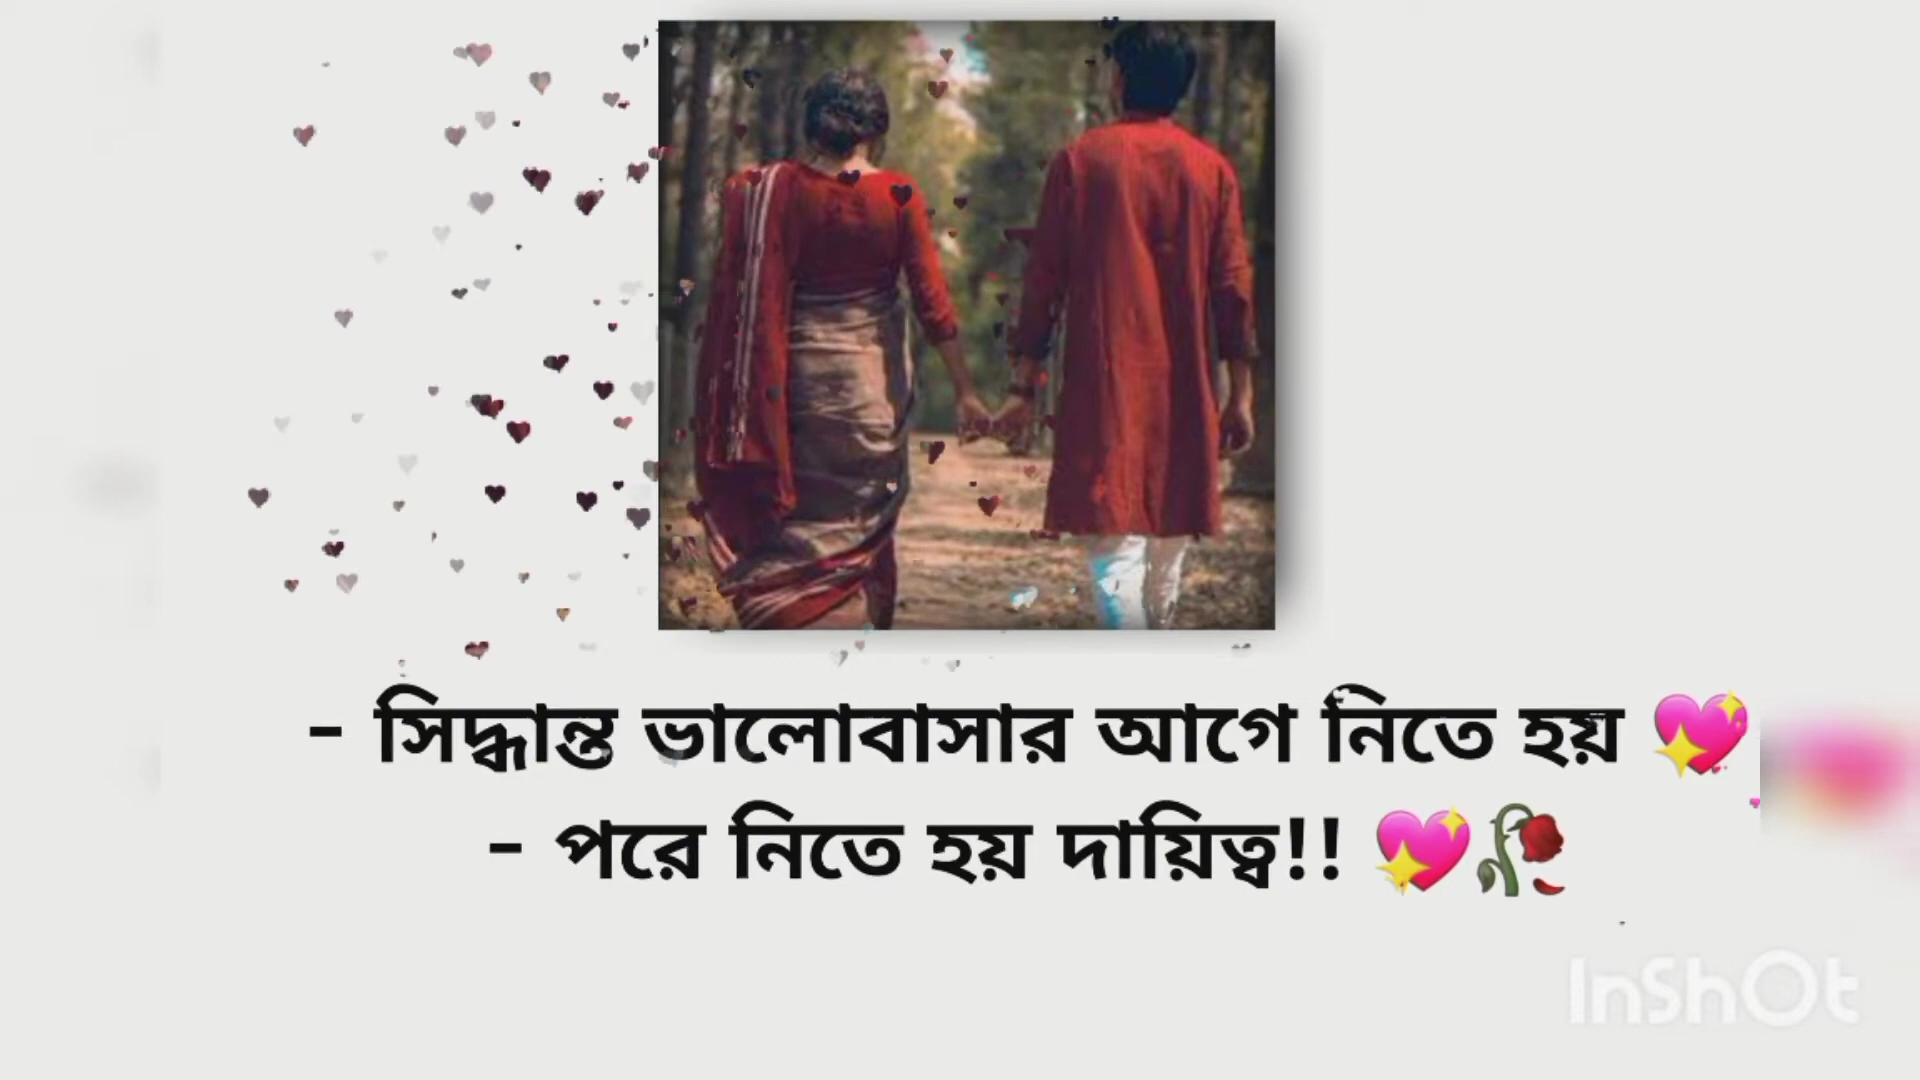 - সিদ্ধান্ত ভালোবাসার আগে নিতে হয় 💖
- পরে নিতে হয় দায়িত্ব!! 💖🥀
InShOt